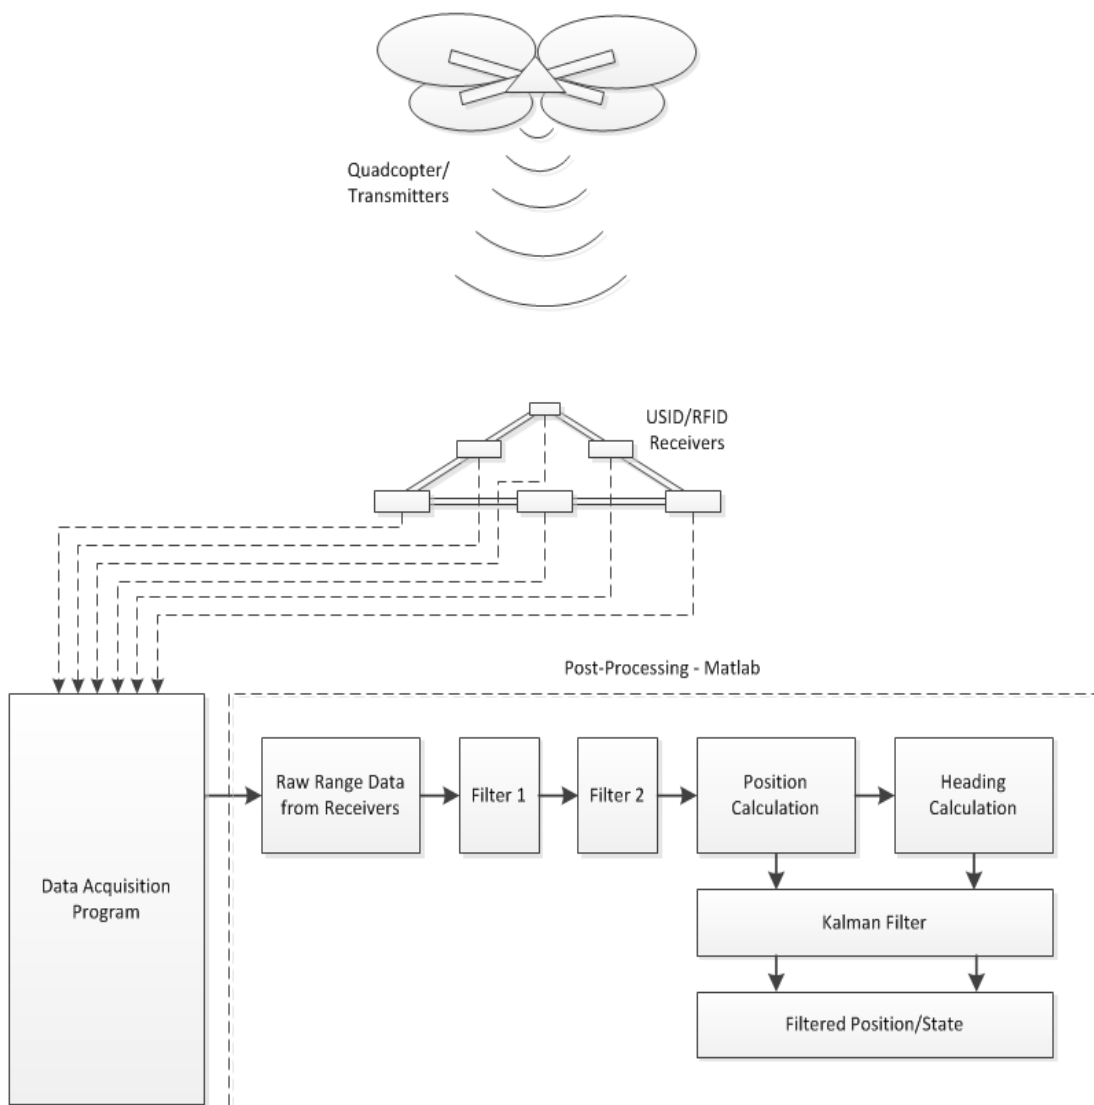 Quadcopter/
Transmitters
USID/RFID
Receivers
Post-Processing - Matlab
Data Acquisition
Program
Raw Range Data
from Receivers
Filter 1
Filter 2
Position
Calculation
Heading
Calculation
Kalman Filter
Filtered Position/State